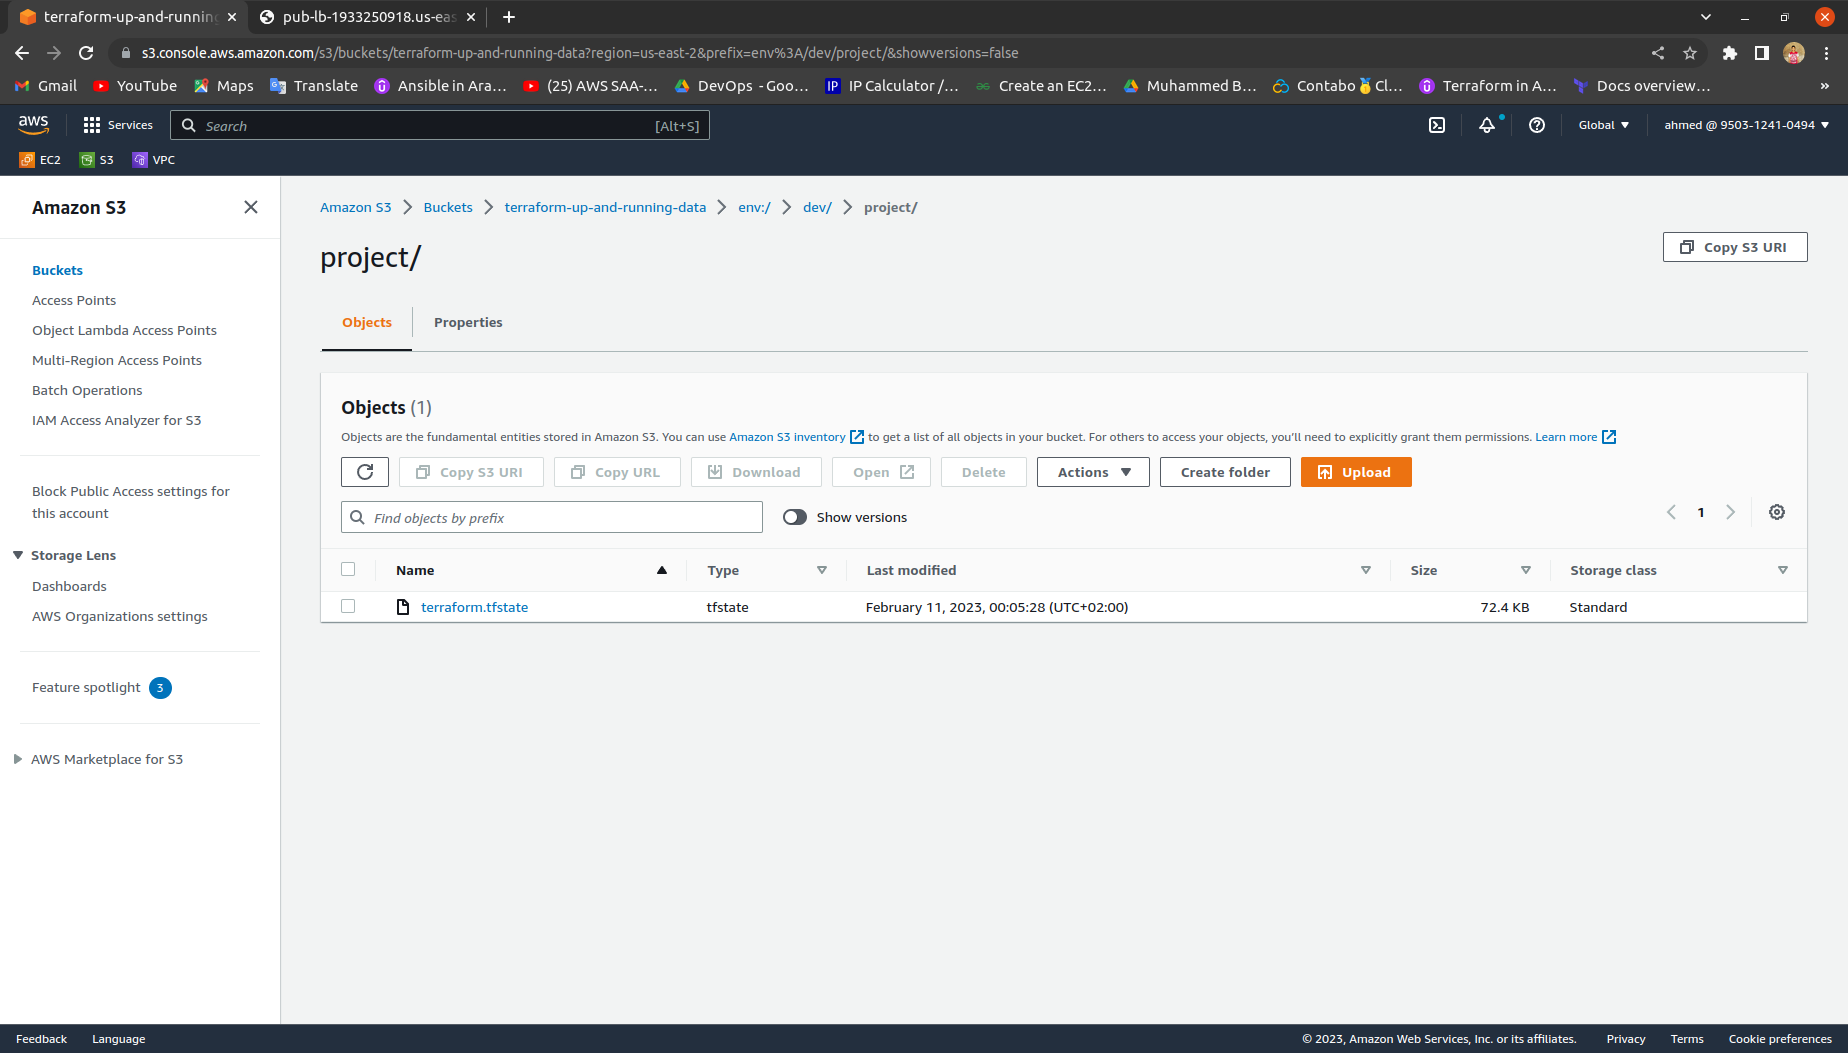 terraform-up-and-running
pub-lb-1933250918.us-eas
s3.console.aws.amazon.com/s3/buckets/terraform-up-and-running-data?region=us-east-2&prefix=env%3A/dev/project/&showversions=false
Gmail YouTube Maps Translate Ansible in Ara... (25) AWS SAA-... DevOps - Goo... IP IP Calculator /... Create an EC2... Muhammed B... Contabo🥇Cl... Terraform in A... Docs overview... »
aws Services Search [Alt+S] Global ahmed @ 9503-1241-0494
EC2 S3 VPC
Amazon S3
Buckets
Access Points
Object Lambda Access Points
Multi-Region Access Points
Batch Operations
IAM Access Analyzer for S3
Block Public Access settings for
this account
Storage Lens
Dashboards
AWS Organizations settings
Feature spotlight 3
AWS Marketplace for S3
Amazon S3 Buckets terraform-up-and-running-data env:/ dev/ project/
project/
Copy S3 URI
Objects Properties
Objects (1)
Objects are the fundamental entities stored in Amazon S3. You can use Amazon S3 inventory to get a list of all objects in your bucket. For others to access your objects, you'll need to explicitly grant them permissions. Learn more
Copy S3 URI Copy URL Download Open Delete Actions Create folder Upload
Find objects by prefix Show versions 1
Name Type Last modified Size Storage class
terraform.tfstate tfstate February 11, 2023, 00:05:28 (UTC+02:00) 72.4 KB Standard
Feedback Language © 2023, Amazon Web Services, Inc. or its affiliates. Privacy Terms Cookie preferences